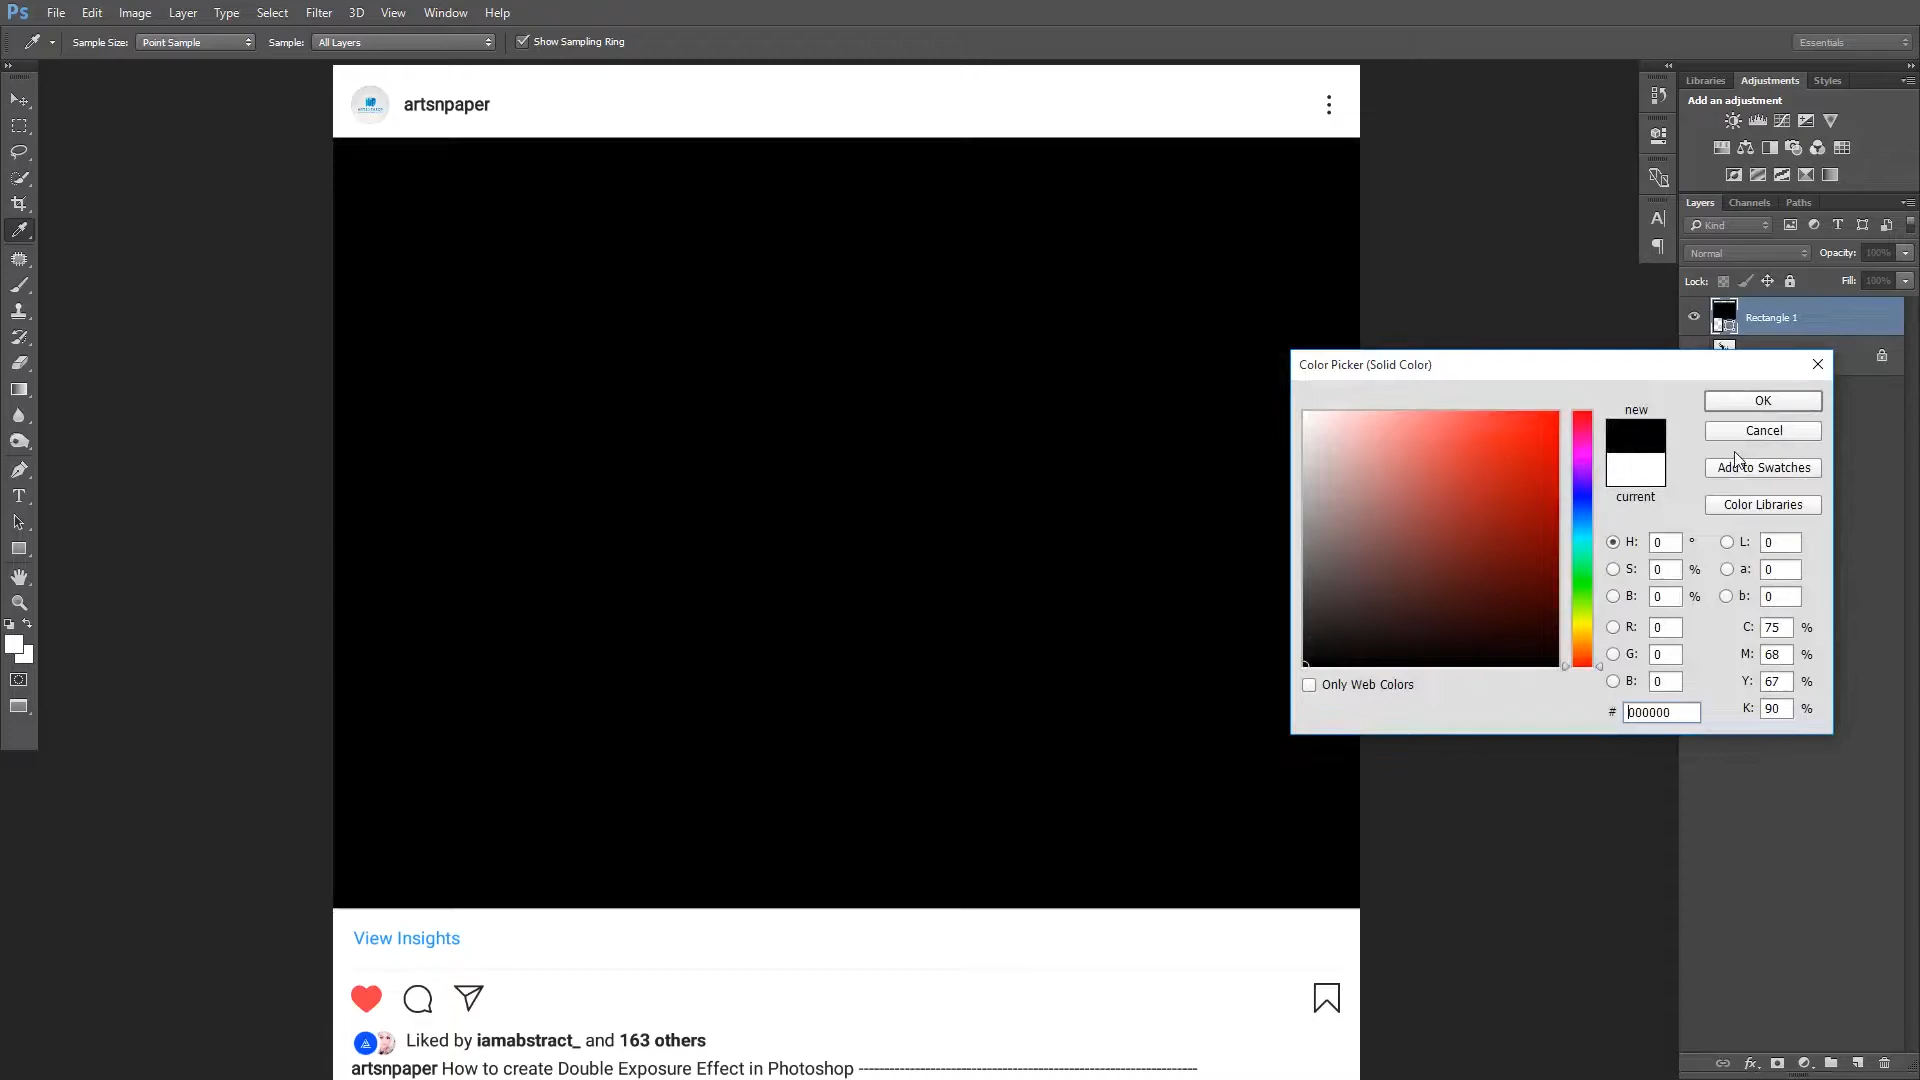 Ps File Edit Image Layer Type Select Filter 3D View Window Help
Sample Size: Point Sample Sample: All Layers Show Sampling Ring Essentials
artsnpaper
Libraries Adjustments Styles
Add an adjustment
Layers Channels Paths
Kind
Normal Opacity: 100%
Lock: Fill: 100%
Rectangle 1
Color Picker (Solid Color)
new
current
OK
Cancel
Add to Swatches
Color Libraries
H: 0 ° L: 0
S: 0 % a: 0
B: 0 % b: 0
R: 0 C: 75 %
G: 0 M: 68 %
B: 0 Y: 67 %
# 000000 K: 90 %
Only Web Colors
View Insights
Liked by iamabstract_ and 163 others
artsnpaper How to create Double Exposure Effect in Photoshop ------------------------------------------------------------------